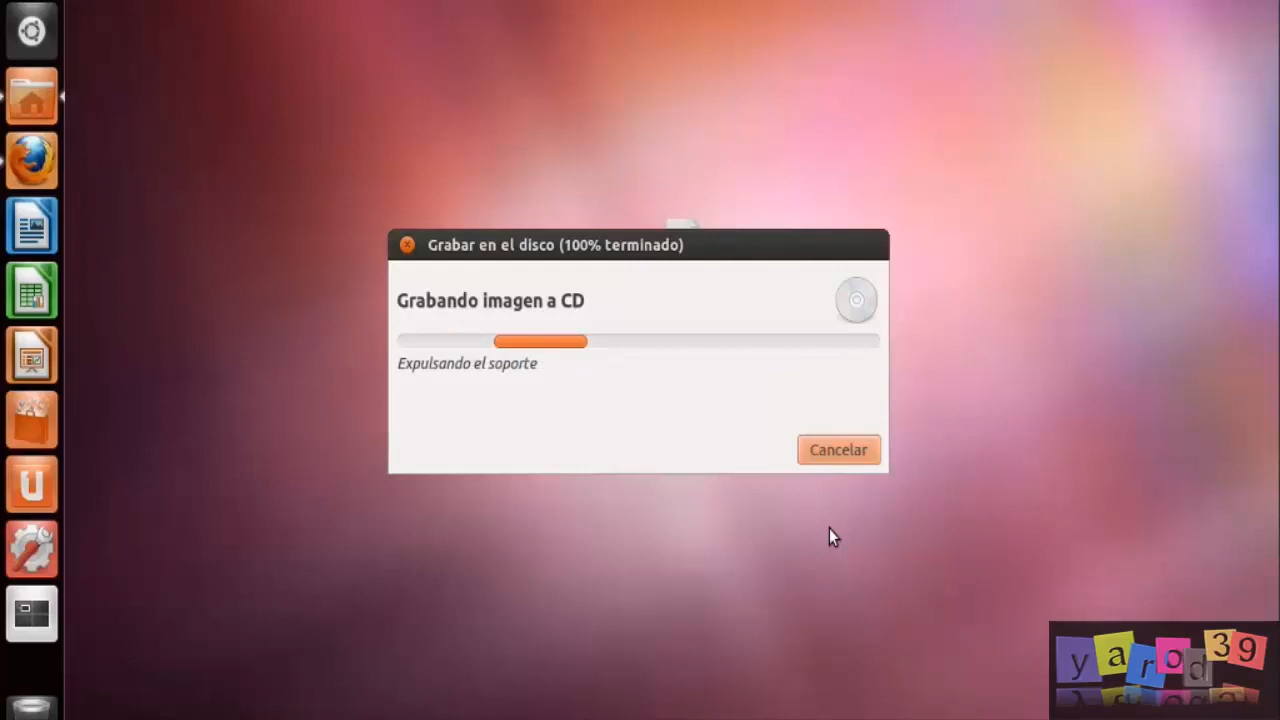 Grabar en el disco (100% terminado)
Grabando imagen a CD
Expulsando el soporte
Cancelar
U
yarod39